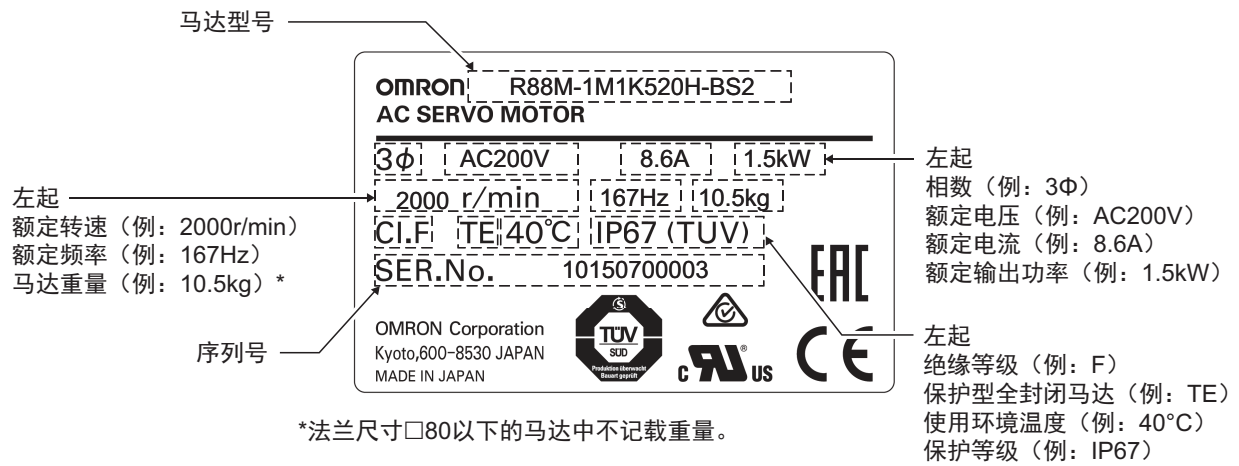 马达型号
OMRON R88M-1M1K520H-BS2
AC SERVO MOTOR
3ϕ AC200V 8.6A 1.5kW
2000 r/min 167Hz 10.5kg
CI.F TE 40℃ IP67 (TUV)
SER.No. 10150700003
OMRON Corporation
Kyoto,600-8530 JAPAN
MADE IN JAPAN
S
TÜV
SÜD
Produktion überwacht
Bauart geprüft
EAC
c RU ® US
CE
左起
额定转速（例：2000r/min）
额定频率（例：167Hz）
马达重量（例：10.5kg）*
序列号
左起
相数（例：3Φ）
额定电压（例：AC200V）
额定电流（例：8.6A）
额定输出功率（例：1.5kW）
左起
绝缘等级（例：F）
保护型全封闭马达（例：TE）
使用环境温度（例：40°C）
保护等级（例：IP67）
*法兰尺寸□80以下的马达中不记载重量。